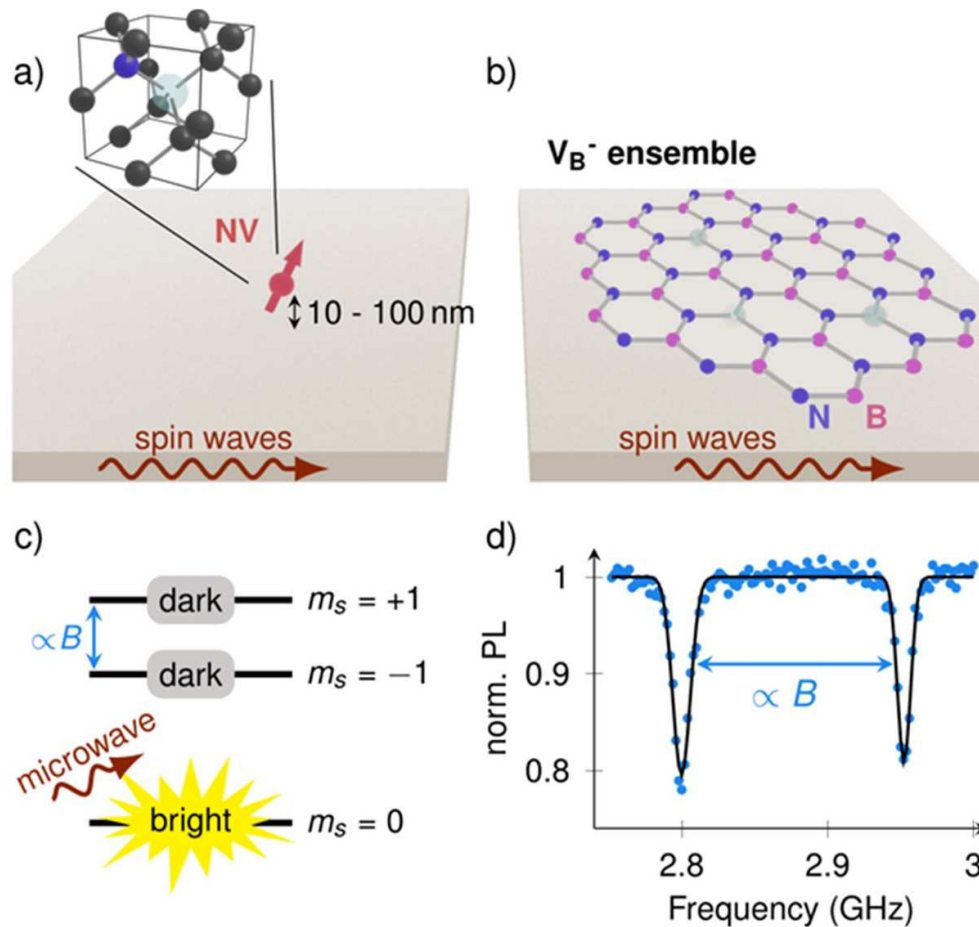 a)
NV
10 - 100 nm
spin waves
b)
V_B^- ensemble
N
B
spin waves
c)
dark
m_s = +1
∝ B
dark
m_s = −1
microwave
bright
m_s = 0
d)
norm. PL
1
0.9
0.8
∝ B
2.8
2.9
3
Frequency (GHz)